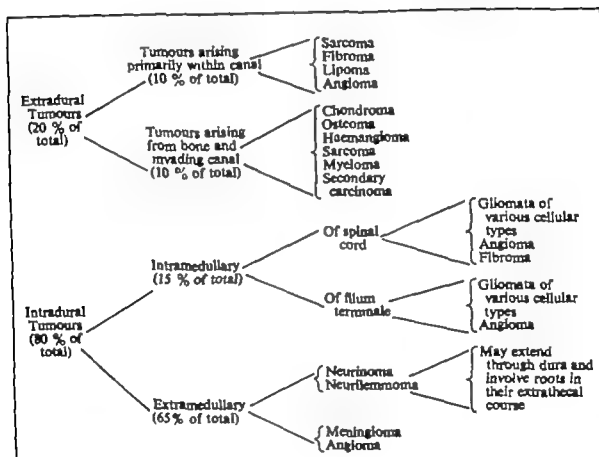 Extradural
Tumours
(20 % of
total)
Tumours arising
primarily within canal
(10 % of total)
Sarcoma
Fibroma
Lipoma
Angioma
Tumours arising
from bone and
invading canal
(10 % of total)
Chondroma
Osteoma
Haemangioma
Sarcoma
Myeloma
Secondary
carcinoma
Intradural
Tumours
(80 % of
total)
Intramedullary
(15 % of total)
Of spinal
cord
Gliomata of
various cellular
types
Angioma
Fibroma
Of filum
terminale
Gliomata of
various cellular
types
Angioma
Extramedullary
(65% of total)
Neurinoma
Neurilemmoma
May extend
through dura and
involve roots in
their extrathecal
course
Meningioma
Angioma